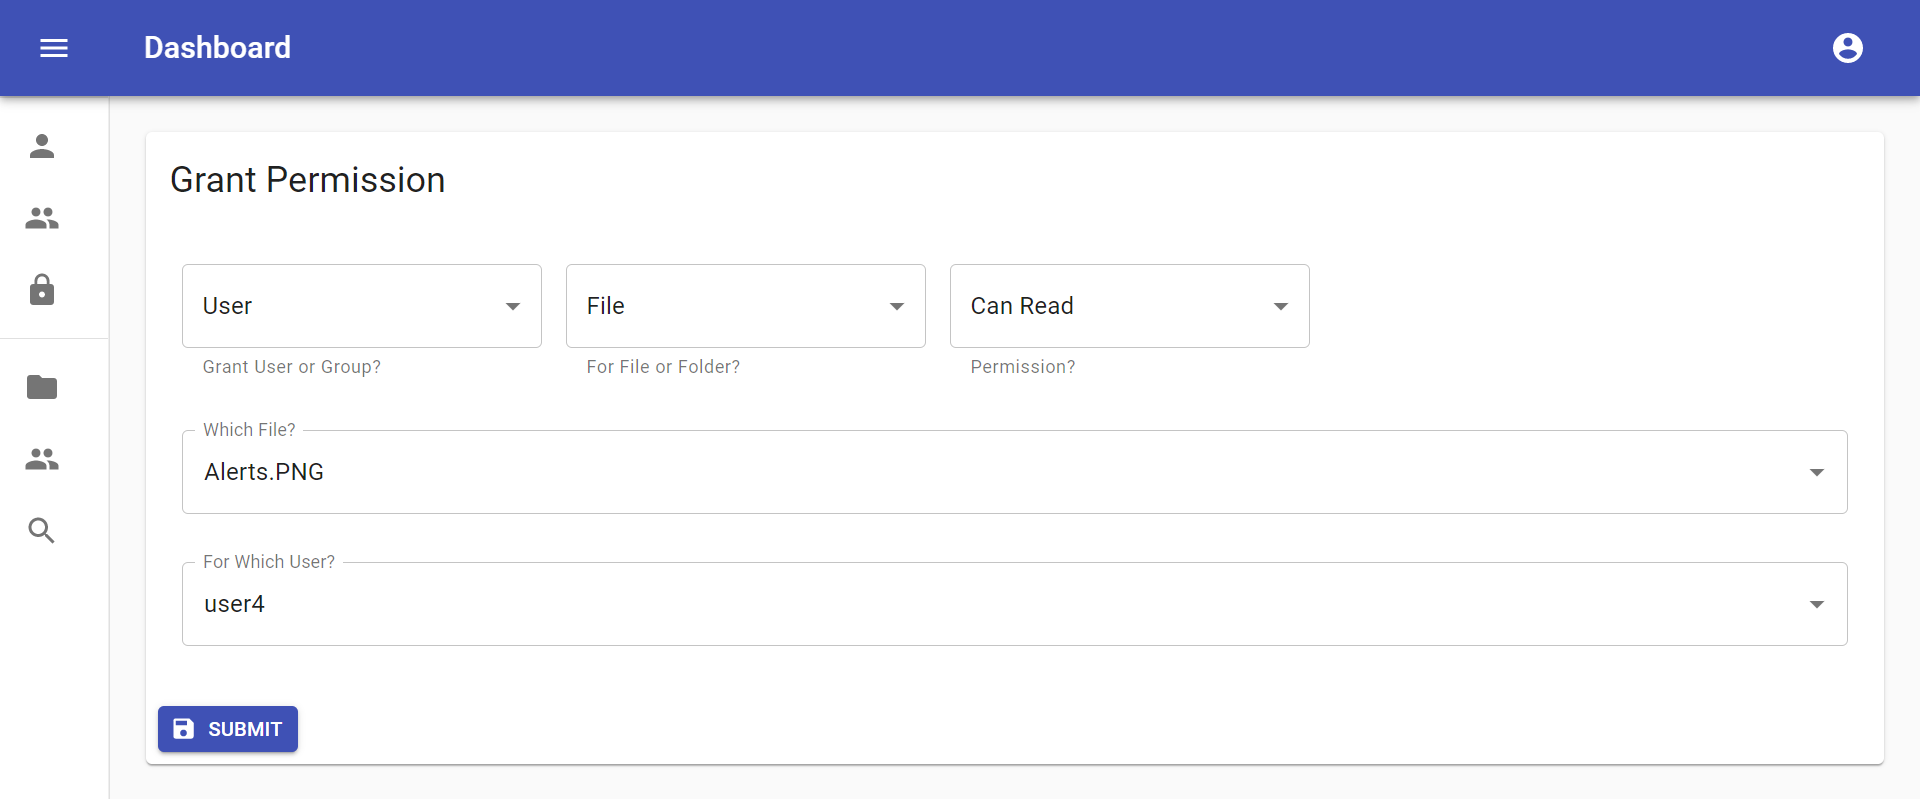 Dashboard
Grant Permission
User
File
Can Read
Grant User or Group?
For File or Folder?
Permission?
Which File?
Alerts.PNG
For Which User?
user4
SUBMIT